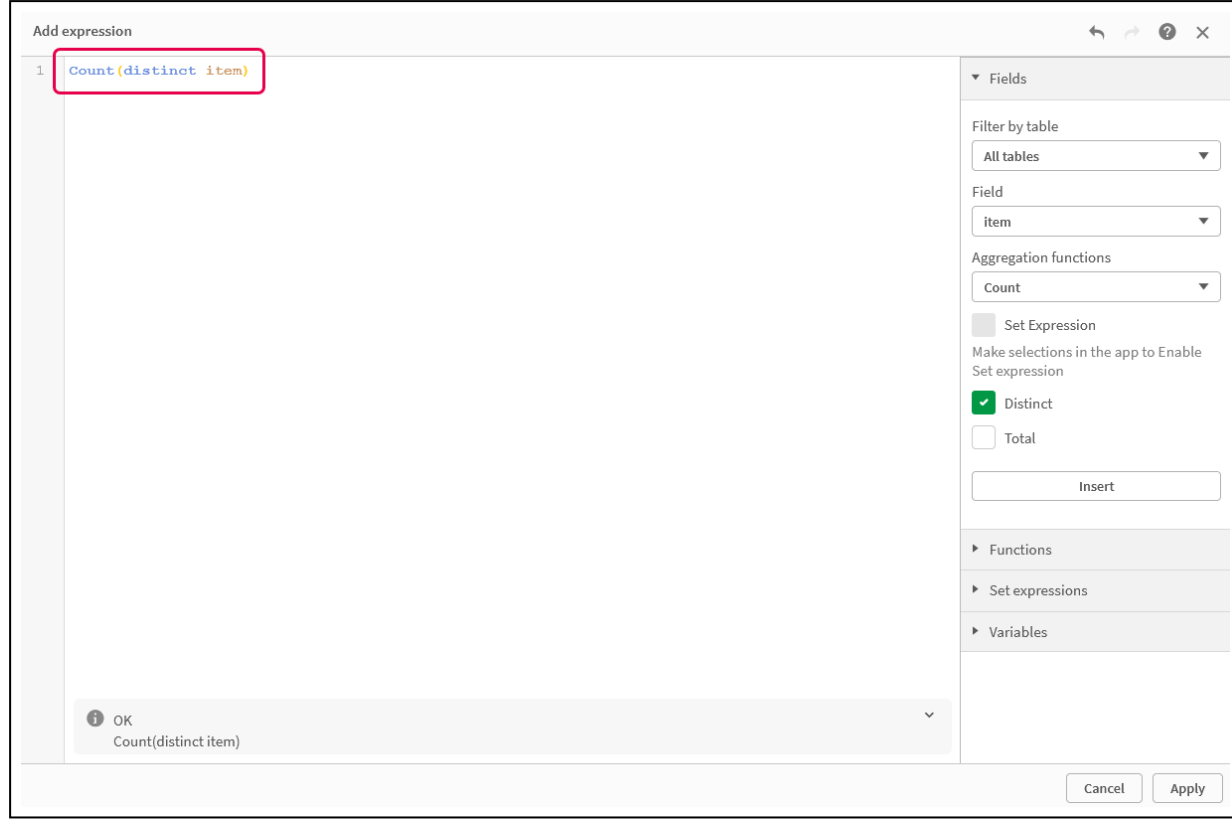 Add expression
1 Count(distinct item)
Fields
Filter by table
All tables
Field
item
Aggregation functions
Count
Set Expression
Make selections in the app to Enable
Set expression
Distinct
Total
Insert
Functions
Set expressions
Variables
OK
Count(distinct item)
Cancel Apply